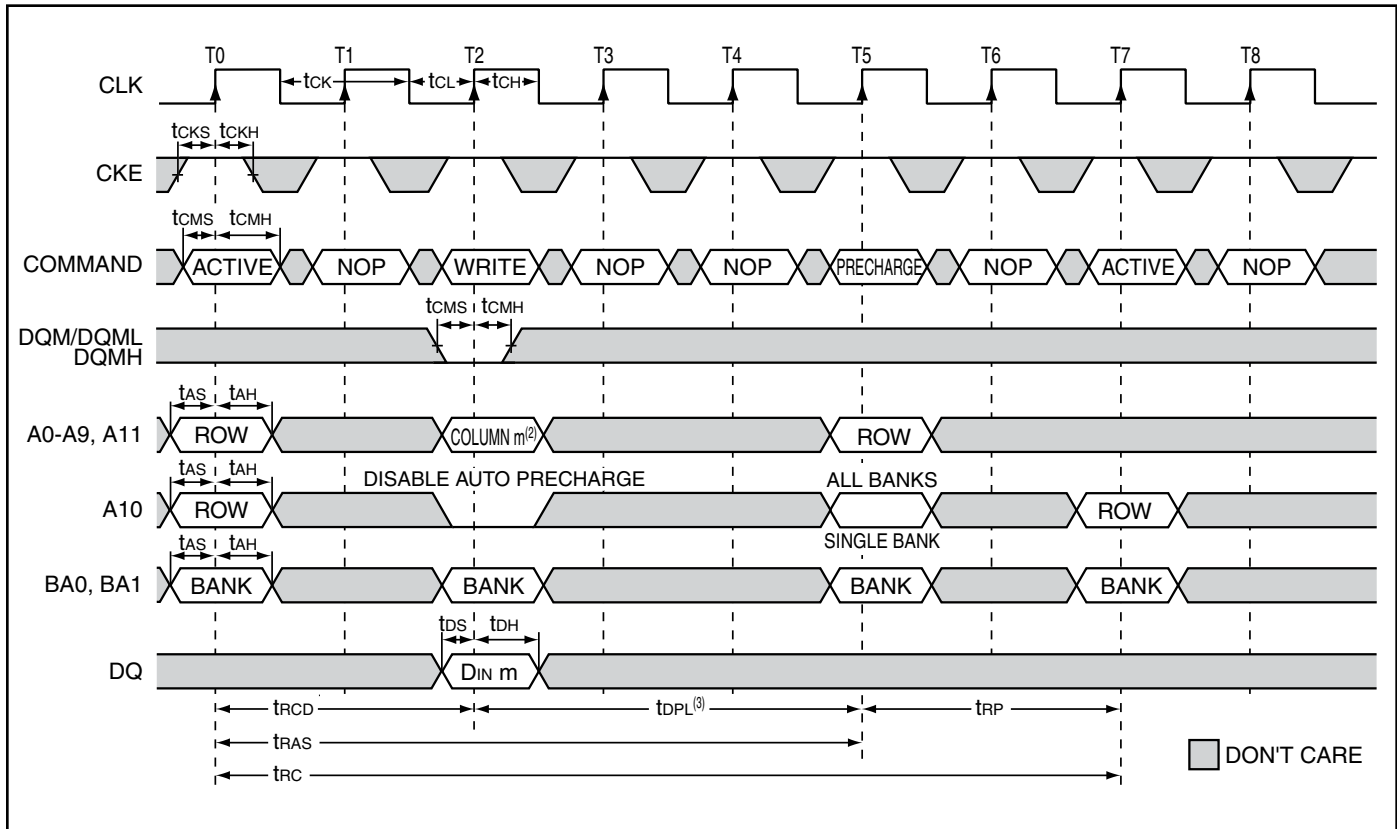 T0 T1 T2 T3 T4 T5 T6 T7 T8
CLK tCK tCL tCH
tCKS tCKH
CKE
tCMS tCMH
COMMAND ACTIVE NOP WRITE NOP NOP PRECHARGE NOP ACTIVE NOP
tCMS tCMH
DQM/DQML
DQMH
tAS tAH
A0-A9, A11 ROW COLUMN m(2) ROW
tAS tAH DISABLE AUTO PRECHARGE ALL BANKS
A10 ROW ROW
tAS tAH SINGLE BANK
BA0, BA1 BANK BANK BANK BANK
tDS tDH
DQ DIN m
tRCD tDPL(3) tRP
tRAS
DON'T CARE
tRC